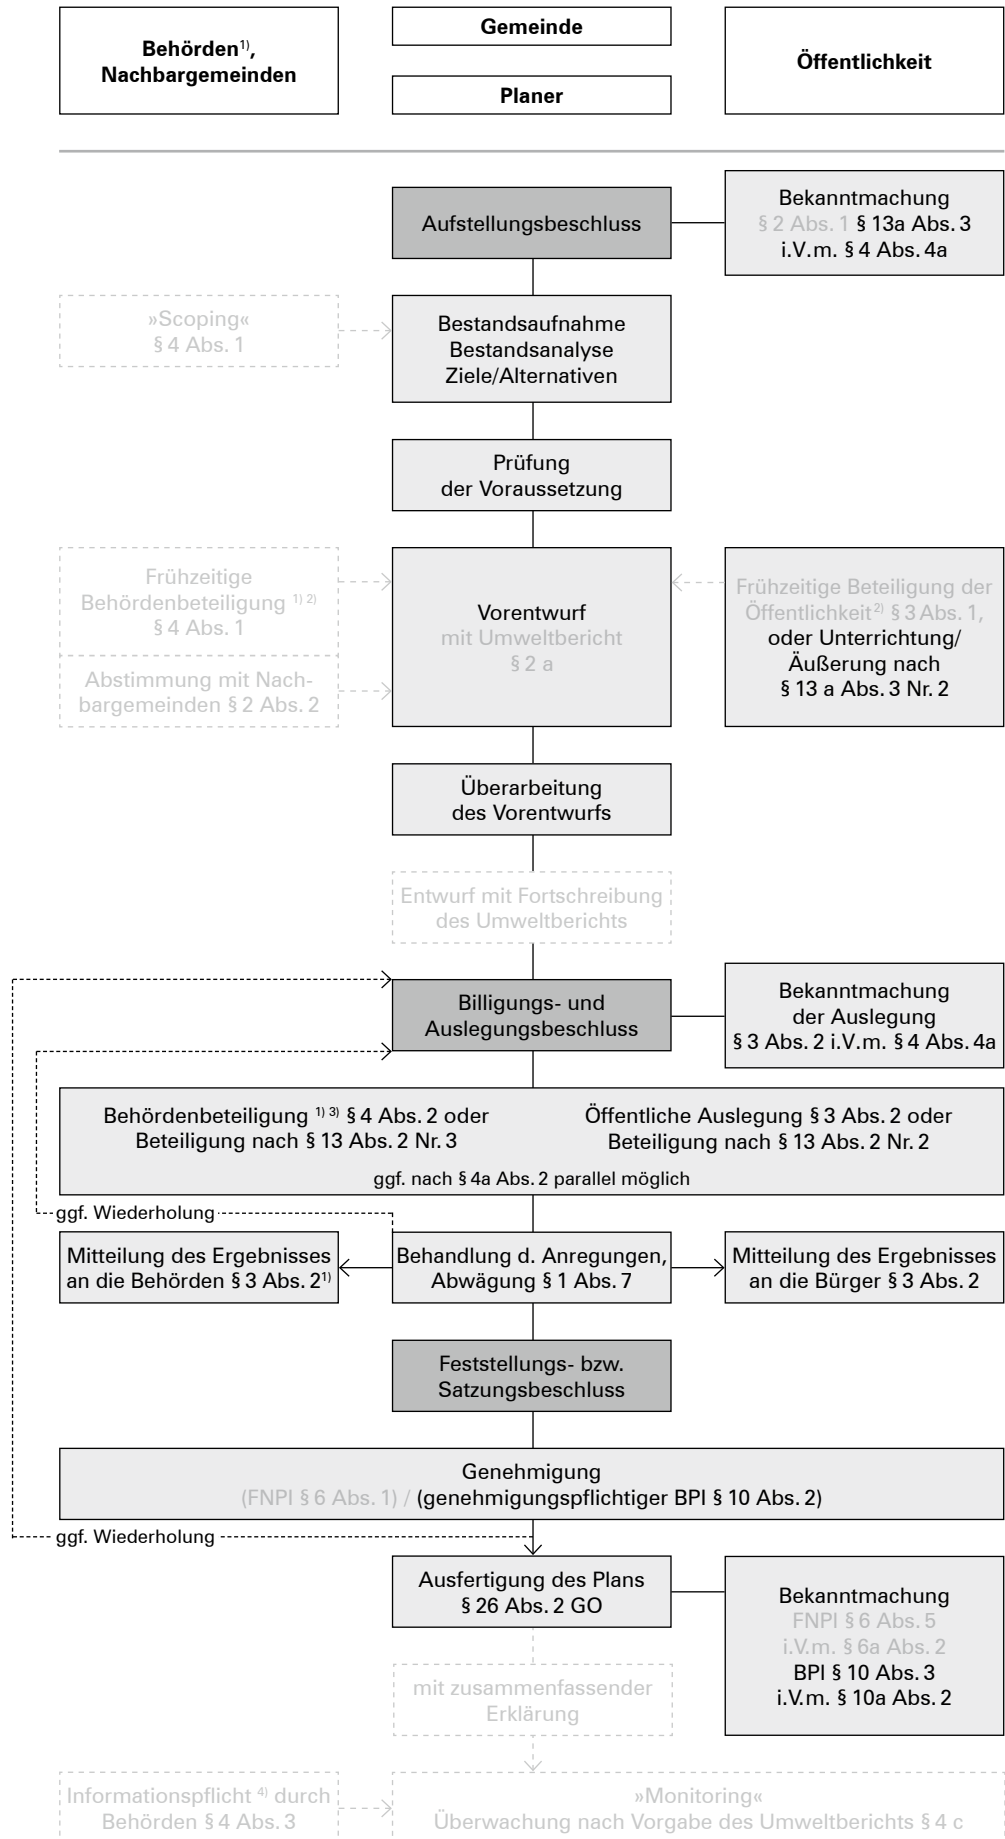 Behörden¹⁾,
Nachbargemeinden
Gemeinde
Planer
Öffentlichkeit
Aufstellungsbeschluss
Bekanntmachung
§ 2 Abs. 1 § 13a Abs. 3
i.V.m. § 4 Abs. 4a
»Scoping«
§ 4 Abs. 1
Bestandsaufnahme
Bestandsanalyse
Ziele/Alternativen
Prüfung
der Voraussetzung
Frühzeitige
Behördenbeteiligung ¹⁾ ²⁾
§ 4 Abs. 1
Abstimmung mit Nach-
bargemeinden § 2 Abs. 2
Vorentwurf
mit Umweltbericht
§ 2 a
Frühzeitige Beteiligung der
Öffentlichkeit²⁾ § 3 Abs. 1,
oder Unterrichtung/
Äußerung nach
§ 13 a Abs. 3 Nr. 2
Überarbeitung
des Vorentwurfs
Entwurf mit Fortschreibung
des Umweltberichts
Billigungs- und
Auslegungsbeschluss
Bekanntmachung
der Auslegung
§ 3 Abs. 2 i.V.m. § 4 Abs. 4a
Behördenbeteiligung ¹⁾ ³⁾ § 4 Abs. 2 oder
Beteiligung nach § 13 Abs. 2 Nr. 3
Öffentliche Auslegung § 3 Abs. 2 oder
Beteiligung nach § 13 Abs. 2 Nr. 2
ggf. nach § 4a Abs. 2 parallel möglich
ggf. Wiederholung
Mitteilung des Ergebnisses
an die Behörden § 3 Abs. 2¹⁾
Behandlung d. Anregungen,
Abwägung § 1 Abs. 7
Mitteilung des Ergebnisses
an die Bürger § 3 Abs. 2
Feststellungs- bzw.
Satzungsbeschluss
Genehmigung
(FNPl § 6 Abs. 1) / (genehmigungspflichtiger BPl § 10 Abs. 2)
ggf. Wiederholung
Ausfertigung des Plans
§ 26 Abs. 2 GO
Bekanntmachung
FNPl § 6 Abs. 5
i.V.m. § 6a Abs. 2
BPl § 10 Abs. 3
i.V.m. § 10a Abs. 2
mit zusammenfassender
Erklärung
Informationspflicht ⁴⁾ durch
Behörden § 4 Abs. 3
»Monitoring«
Überwachung nach Vorgabe des Umweltberichts § 4 c